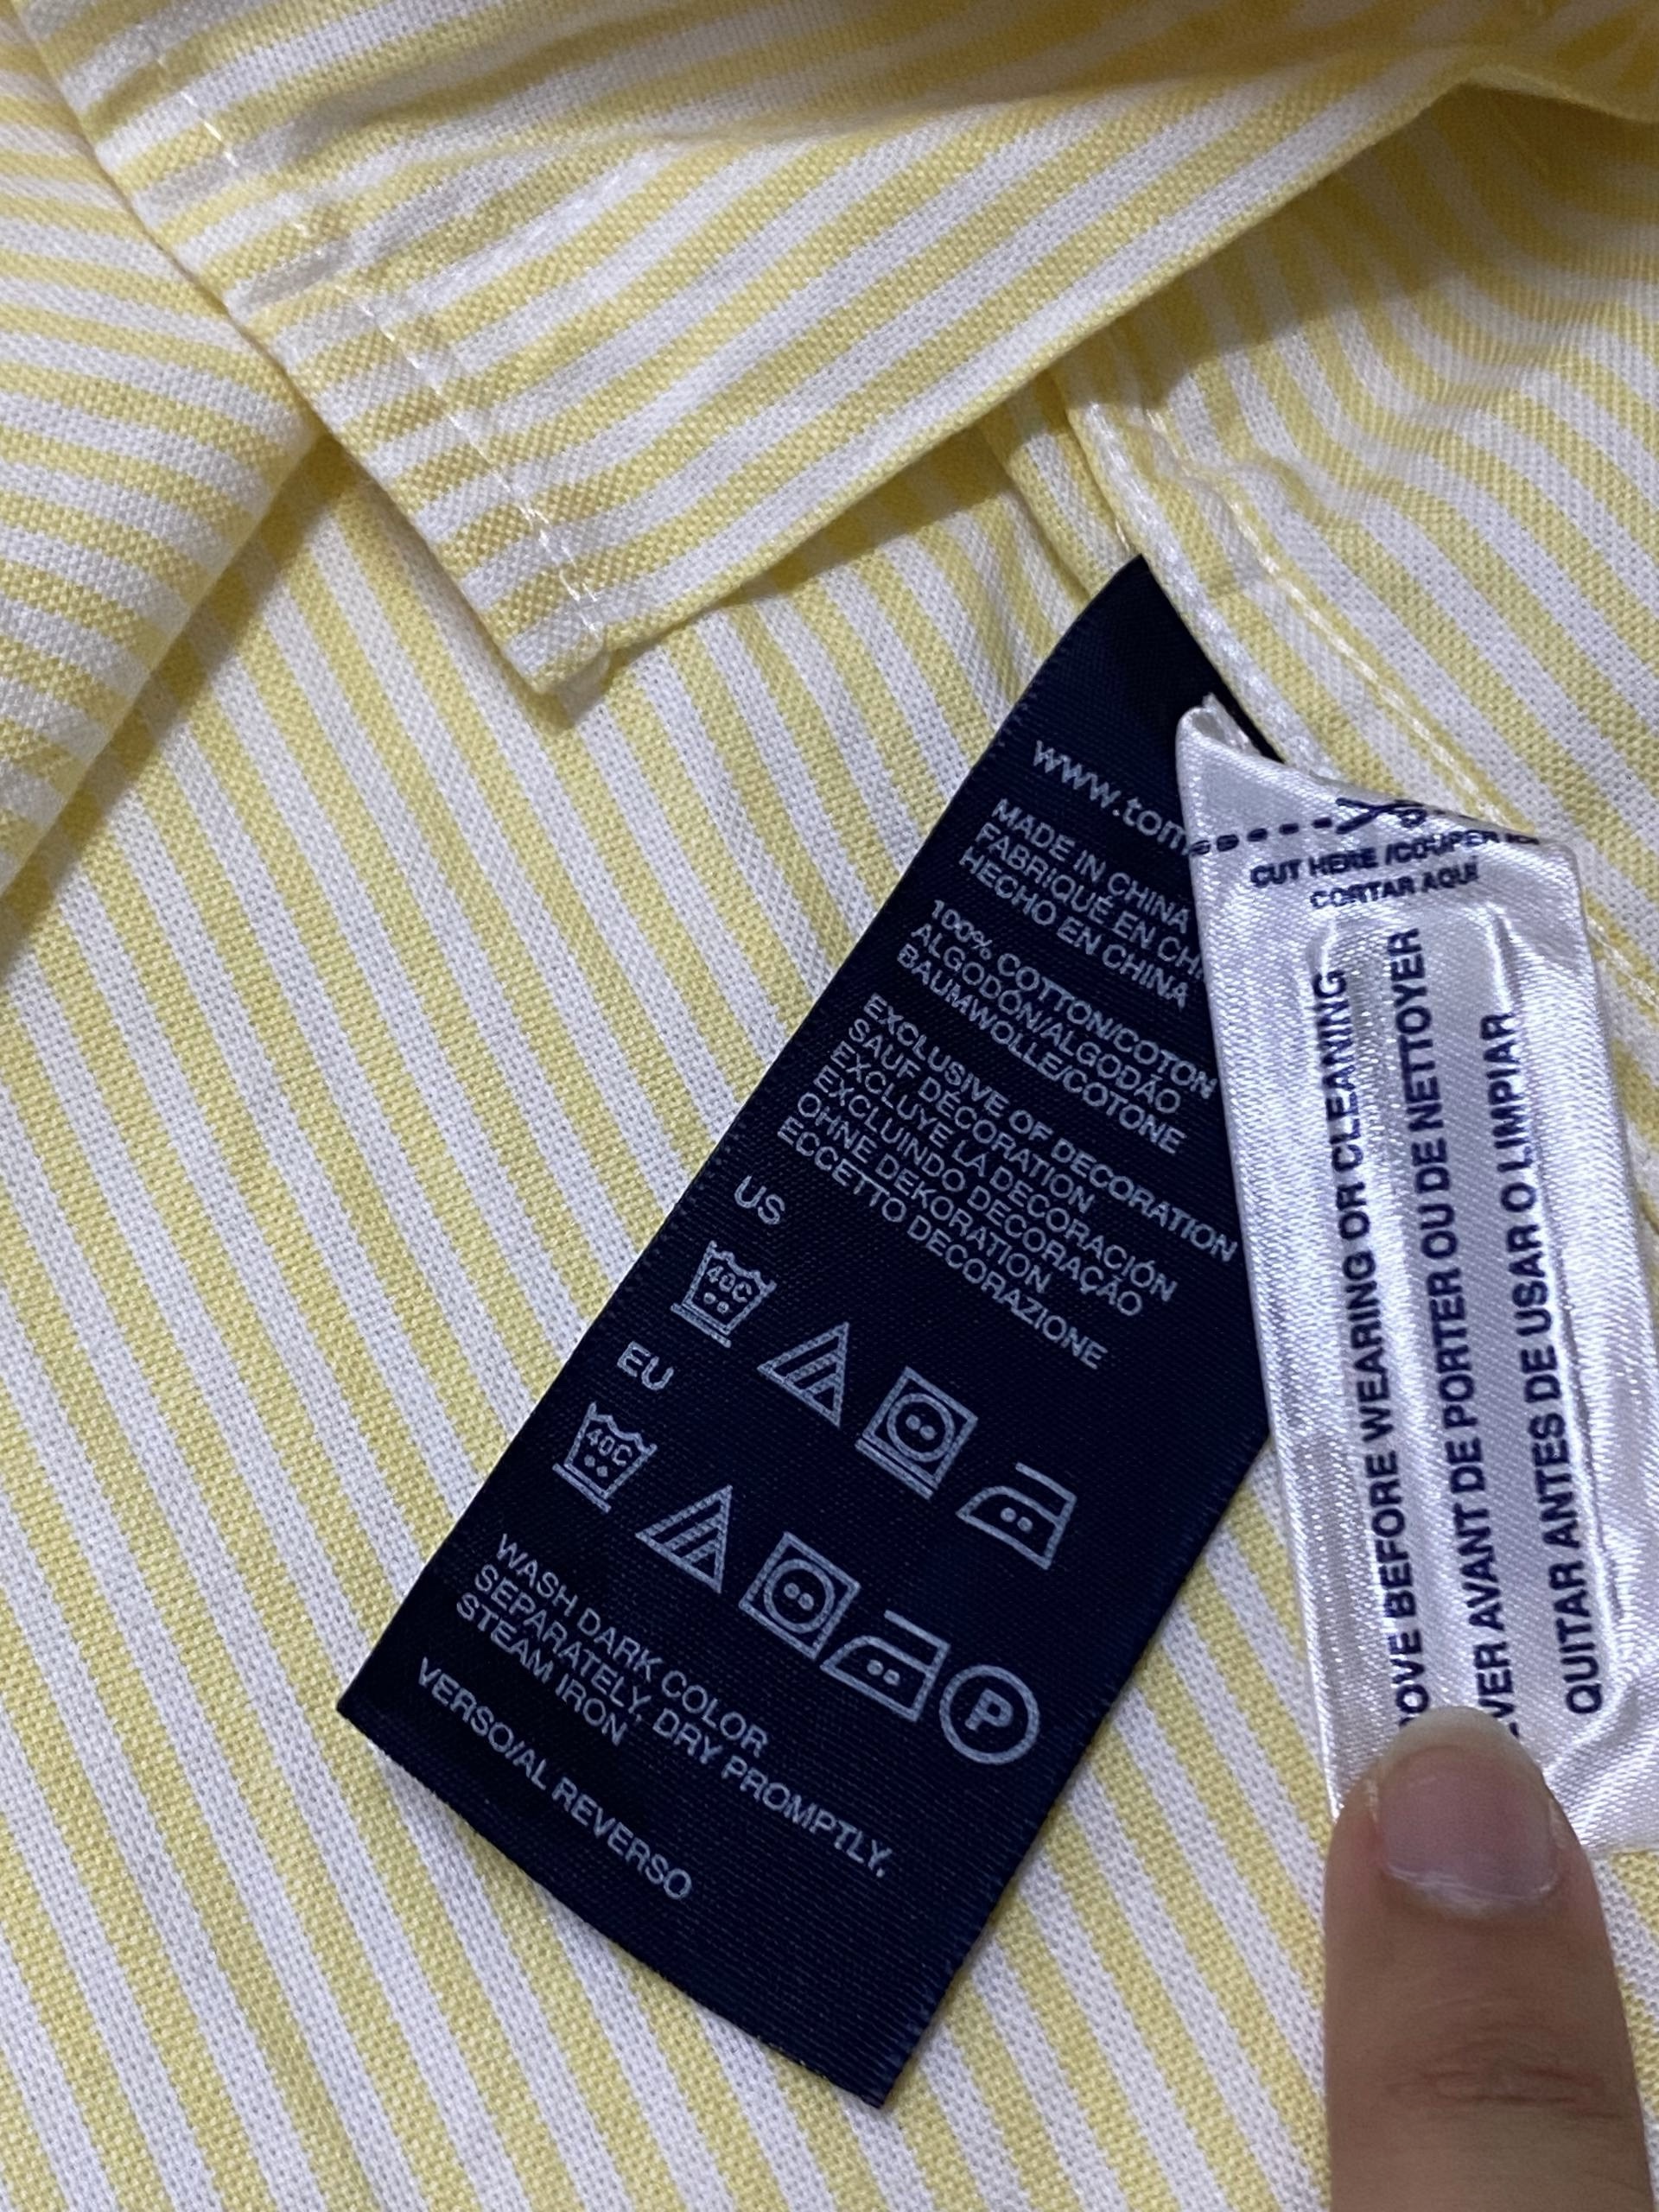 www.tom
MADE IN CHINA
FABRIQUÉ EN CHI
HECHO EN CHINA
100% COTTON/COTON
ALGODÓN/ALGODÃO
BAUMWOLLE/COTONE
EXCLUSIVE OF DECORATION
SAUF DÉCORATION
EXCLUYE LA DECORACIÓN
EXCLUINDO DECORAÇÃO
OHNE DEKORATION
ECCETTO DECORAZIONE
US
40C
EU
40C
P
WASH DARK COLOR
SEPARATELY, DRY PROMPTLY,
STEAM IRON
VERSO/AL REVERSO
CUT HERE /COUPER ICI
CORTAR AQUI
OVE BEFORE WEARING OR CLEANING
VER AVANT DE PORTER OU DE NETTOYER
QUITAR ANTES DE USAR O LIMPIAR